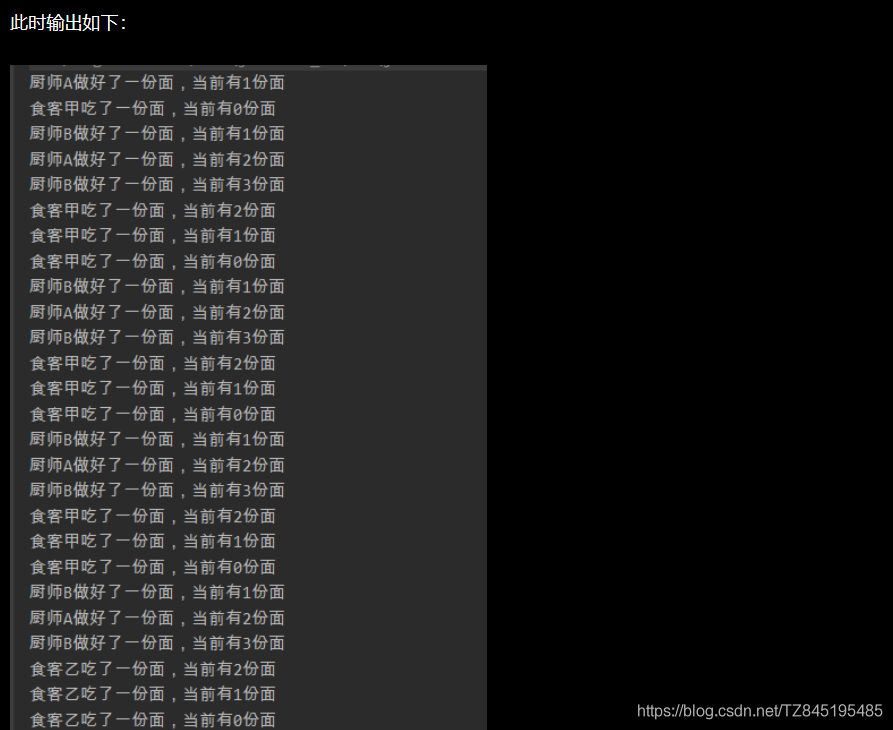 此时输出如下：
厨师A做好了一份面，当前有1份面
食客甲吃了一份面，当前有0份面
厨师B做好了一份面，当前有1份面
厨师A做好了一份面，当前有2份面
厨师B做好了一份面，当前有3份面
食客甲吃了一份面，当前有2份面
食客甲吃了一份面，当前有1份面
食客甲吃了一份面，当前有0份面
厨师B做好了一份面，当前有1份面
厨师A做好了一份面，当前有2份面
厨师B做好了一份面，当前有3份面
食客甲吃了一份面，当前有2份面
食客甲吃了一份面，当前有1份面
食客甲吃了一份面，当前有0份面
厨师B做好了一份面，当前有1份面
厨师A做好了一份面，当前有2份面
厨师B做好了一份面，当前有3份面
食客甲吃了一份面，当前有2份面
食客甲吃了一份面，当前有1份面
食客甲吃了一份面，当前有0份面
厨师B做好了一份面，当前有1份面
厨师A做好了一份面，当前有2份面
厨师B做好了一份面，当前有3份面
食客乙吃了一份面，当前有2份面
食客乙吃了一份面，当前有1份面
食客乙吃了一份面，当前有0份面
https://blog.csdn.net/TZ845195485